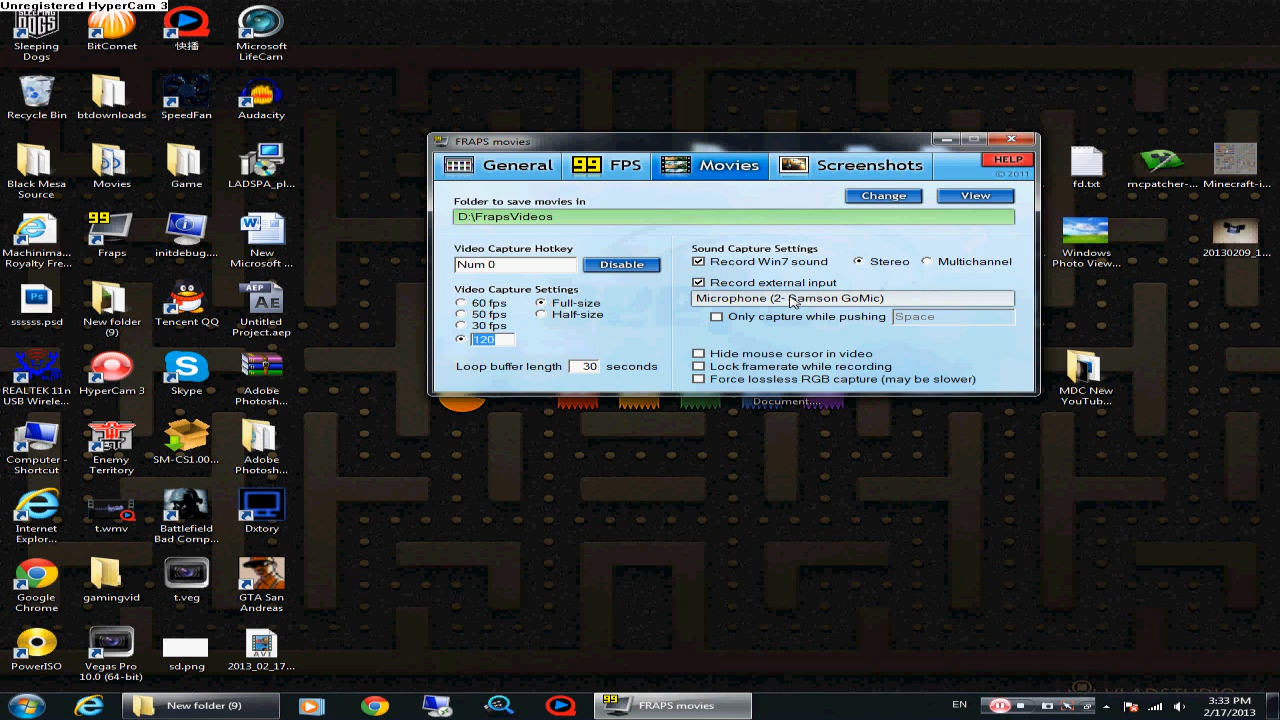 Unregistered HyperCam 3
Sleeping
Dogs
BitComet
快播
Microsoft
LifeCam
Recycle Bin
btdownloads
SpeedFan
Audacity
Black Mesa
Source
Movies
Game
LADSPA_pl...
Machinima...
Royalty Fre...
99
Fraps
initdebug....
New
Microsoft ...
ssssss.psd
New folder
(9)
Tencent QQ
Untitled
Project.aep
REALTEK 11n
USB Wirele...
HyperCam 3
Skype
Adobe
Photosh...
Computer -
Shortcut
Enemy
Territory
SM-CS1.00...
Adobe
Photosh...
Internet
Explor...
t.wmv
Battlefield
Bad Comp...
Dxtory
Google
Chrome
gamingvid
t.veg
GTA San
Andreas
PowerISO
Vegas Pro
10.0 (64-bit)
sd.png
2013_02_17...
FRAPS movies
General
99 FPS
Movies
Screenshots
HELP
© 2011
Folder to save movies in
Change
View
D:\FrapsVideos
Video Capture Hotkey
Num 0
Disable
Video Capture Settings
60 fps
Full-size
50 fps
Half-size
30 fps
120
Loop buffer length 30 seconds
Sound Capture Settings
Record Win7 sound
Stereo
Multichannel
Record external input
Microphone (2- Samson GoMic)
Only capture while pushing
Space
Hide mouse cursor in video
Lock framerate while recording
Force lossless RGB capture (may be slower)
Document....
fd.txt
mcpatcher-...
Minecraft-i...
Windows
Photo View...
20130209_1...
MDC New
YouTub...
VLADSTUDIO
New folder (9)
99
FRAPS movies
EN
3:33 PM
2/17/2013